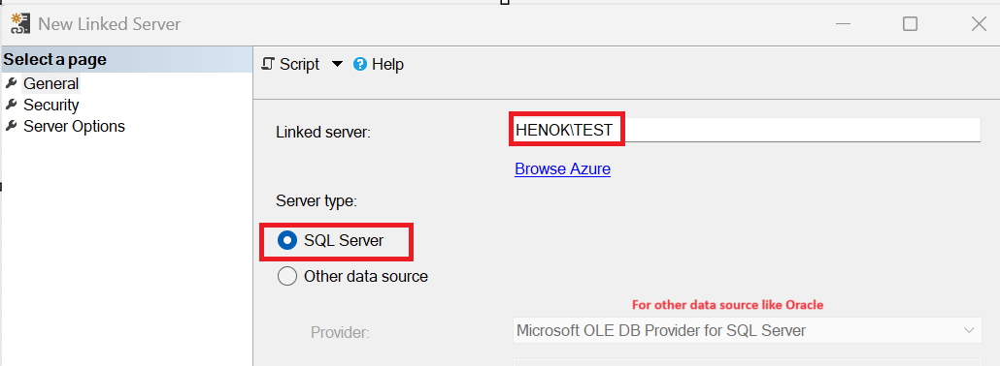 New Linked Server
Select a page
General
Security
Server Options
Script Help
Linked server: HENOK\TEST
Browse Azure
Server type:
SQL Server
Other data source
For other data source like Oracle
Provider: Microsoft OLE DB Provider for SQL Server